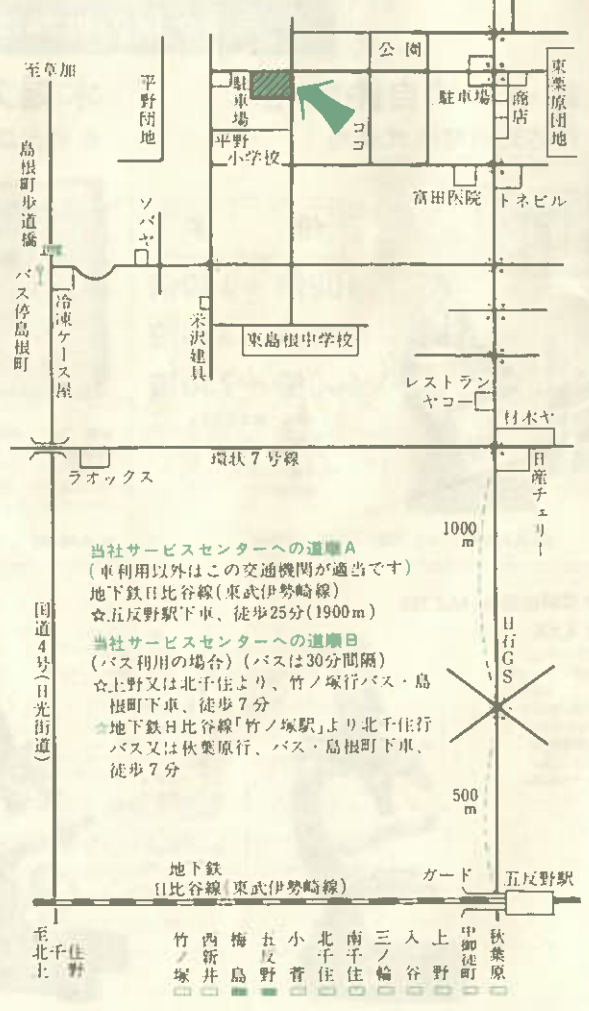 公園
至草加
平野団地
駐車場
駐車場
商店
東栗原団地
ココ
平野
小学校
島根町歩道橋
ソバヤ
富田医院
トネビル
バス停島根町
冷凍ケース屋
米沢建具
東島根中学校
レストラン
ヤコー
材木ヤ
環状7号線
ラオックス
日産チェリー
1000
m
当社サービスセンターへの道順A
(車利用以外はこの交通機関が適当です)
地下鉄日比谷線(東武伊勢崎線)
☆五反野駅下車、徒歩25分(1900m)
当社サービスセンターへの道順B
(バス利用の場合)(バスは30分間隔)
☆上野又は北千住より、竹ノ塚行バス・島
根町下車、徒歩7分
☆地下鉄日比谷線「竹ノ塚駅」より北千住行
バス又は秋葉原行、バス・島根町下車、
徒歩7分
国道4号(日光街道)
日石GS
500
m
地下鉄
日比谷線(東武伊勢崎線)
ガード
五反野駅
至北千住
上野
竹ノ塚
西新井
梅島
五反野
小菅
北千住
南千住
三ノ輪
入谷
上野
仲御徒町
秋葉原